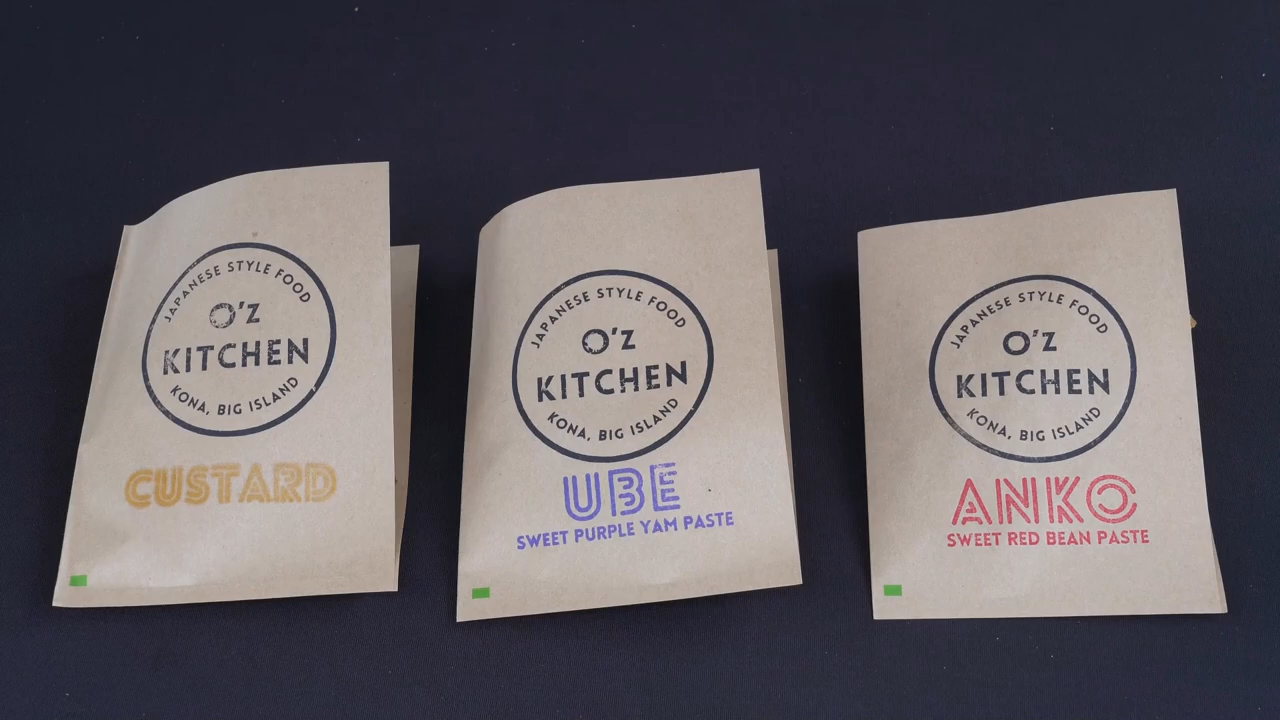 JAPANESE STYLE FOOD
O'Z
KITCHEN
KONA, BIG ISLAND
CUSTARD
JAPANESE STYLE FOOD
O'Z
KITCHEN
KONA, BIG ISLAND
UBE
SWEET PURPLE YAM PASTE
JAPANESE STYLE FOOD
O'Z
KITCHEN
KONA, BIG ISLAND
ANKO
SWEET RED BEAN PASTE